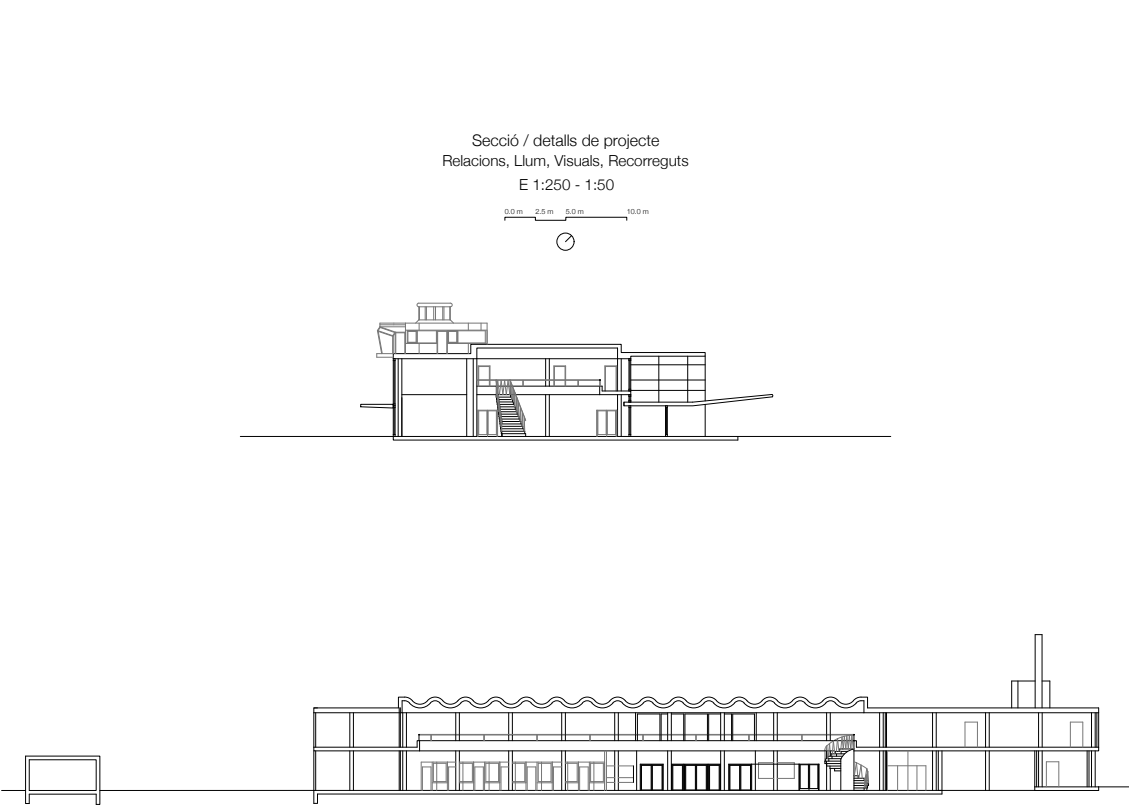 Secció / detalls de projecte
Relacions, Llum, Visuals, Recorreguts
E 1:250 - 1:50
0.0 m 2.5 m 5.0 m 10.0 m